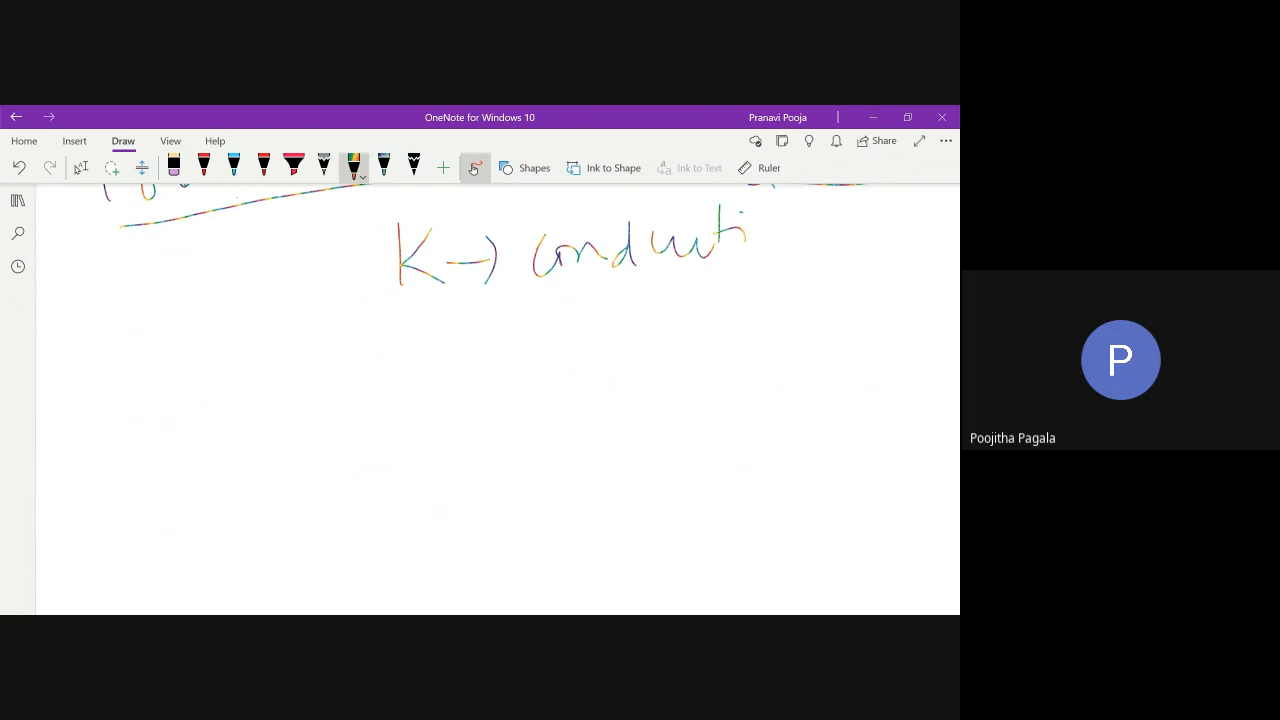 OneNote for Windows 10
Pranavi Pooja
Home Insert Draw View Help
Share
Shapes Ink to Shape Ink to Text Ruler
K → conducti
P
Poojitha Pagala